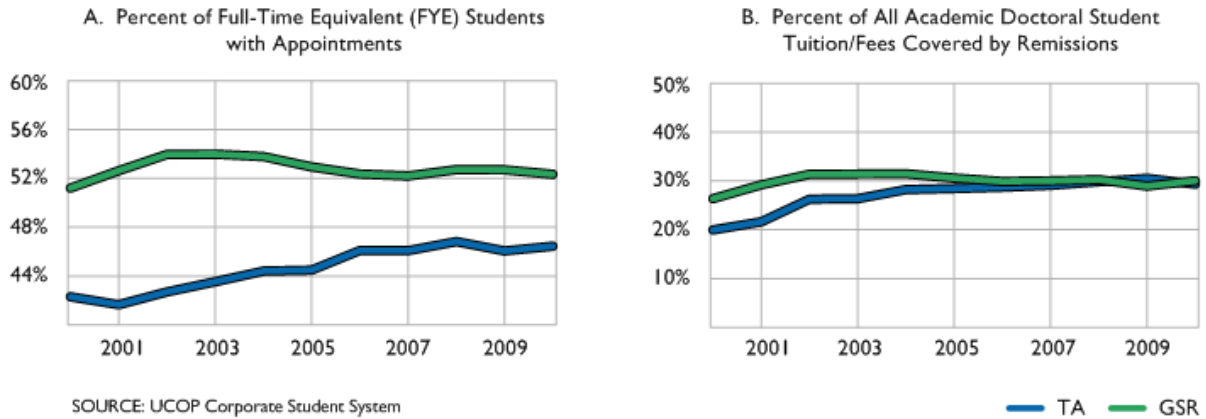 A. Percent of Full-Time Equivalent (FYE) Students
with Appointments
60%
56%
52%
48%
44%
2001 2003 2005 2007 2009
SOURCE: UCOP Corporate Student System
B. Percent of All Academic Doctoral Student
Tuition/Fees Covered by Remissions
50%
40%
30%
20%
10%
2001 2003 2005 2007 2009
TA GSR